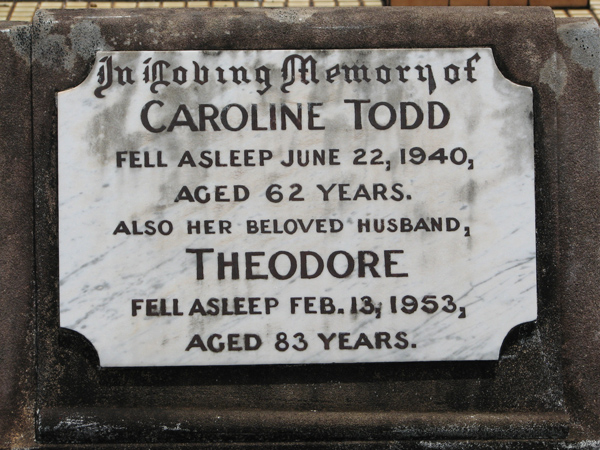 In Loving Memory of
CAROLINE TODD
FELL ASLEEP JUNE 22, 1940,
AGED 62 YEARS.
ALSO HER BELOVED HUSBAND,
THEODORE
FELL ASLEEP FEB. 13, 1953,
AGED 83 YEARS.